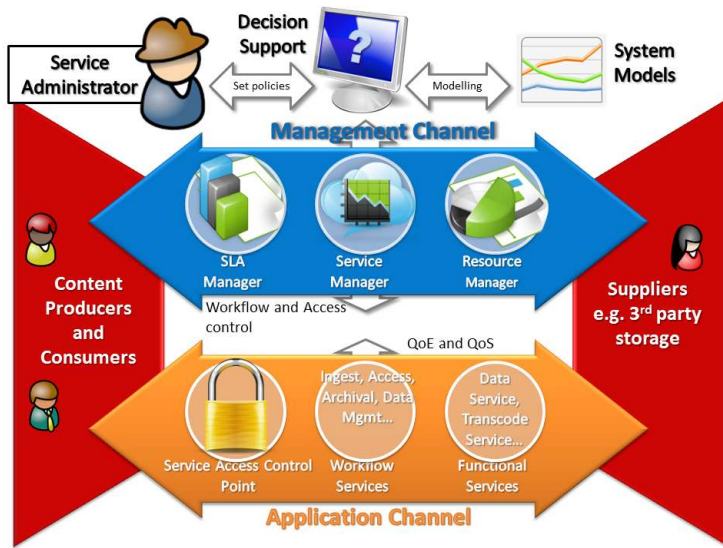 Decision
Support
Service
Administrator
Set policies
?
Modelling
System
Models
Management Channel
SLA
Manager
Service
Manager
Resource
Manager
Content
Producers
and
Consumers
Suppliers
e.g. 3rd party
storage
Workflow and Access
control
QoE and QoS
Ingest, Access,
Archival, Data
Mgmt...
Data
Service,
Transcode
Service...
Service Access Control
Point
Workflow
Services
Functional
Services
Application Channel